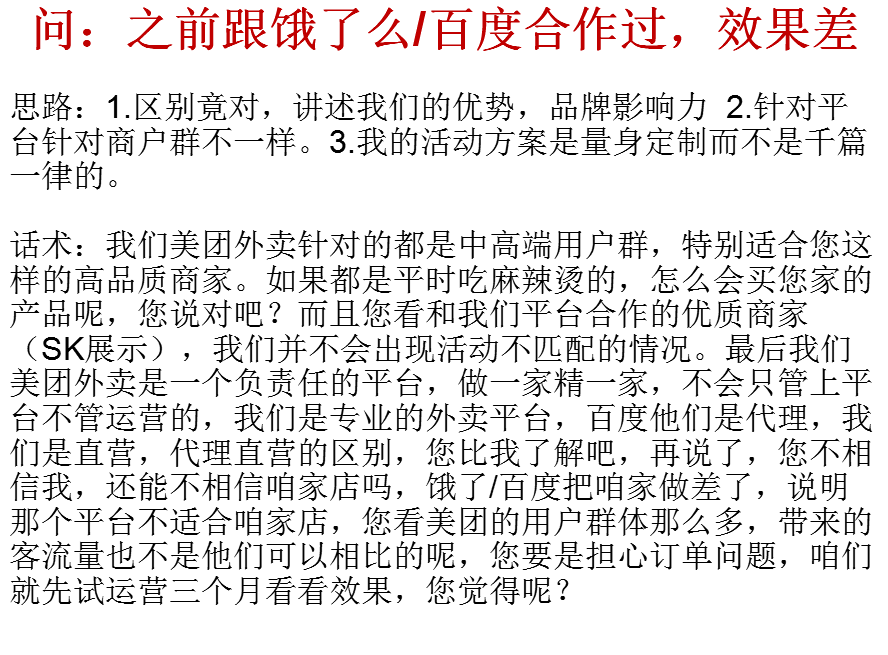 问：之前跟饿了么/百度合作过，效果差
思路：1.区别竟对，讲述我们的优势，品牌影响力 2.针对平
台针对商户群不一样。3.我的活动方案是量身定制而不是千篇
一律的。
话术：我们美团外卖针对的都是中高端用户群，特别适合您这
样的高品质商家。如果都是平时吃麻辣烫的，怎么会买您家的
产品呢，您说对吧？而且您看和我们平台合作的优质商家
（SK展示），我们并不会出现活动不匹配的情况。最后我们
美团外卖是一个负责任的平台，做一家精一家，不会只管上平
台不管运营的，我们是专业的外卖平台，百度他们是代理，我
们是直营，代理直营的区别，您比我了解吧，再说了，您不相
信我，还能不相信咱家店吗，饿了/百度把咱家做差了，说明
那个平台不适合咱家店，您看美团的用户群体那么多，带来的
客流量也不是他们可以相比的呢，您要是担心订单问题，咱们
就先试运营三个月看看效果，您觉得呢？